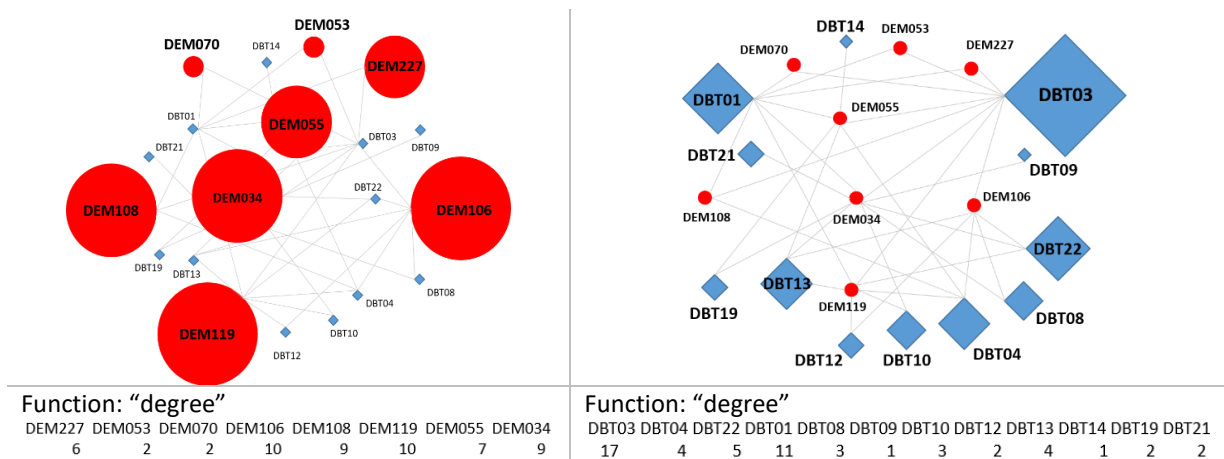 DEM053
DEM070
DBT14
DEM227
DEM055
DBT01
DBT03
DBT09
DBT21
DBT22
DEM108
DEM034
DEM106
DBT19
DBT13
DBT08
DBT04
DEM119
DBT10
DBT12
Function: “degree”
DEM227 DEM053 DEM070 DEM106 DEM108 DEM119 DEM055 DEM034
6 2 2 10 9 10 7 9
DBT14
DEM053
DEM070
DEM227
DBT01
DBT03
DEM055
DBT21
DBT09
DEM108
DEM034
DEM106
DBT22
DBT13
DBT19
DEM119
DBT08
DBT12
DBT10
DBT04
Function: “degree”
DBT03 DBT04 DBT22 DBT01 DBT08 DBT09 DBT10 DBT12 DBT13 DBT14 DBT19 DBT21
17 4 5 11 3 1 3 2 4 1 2 2